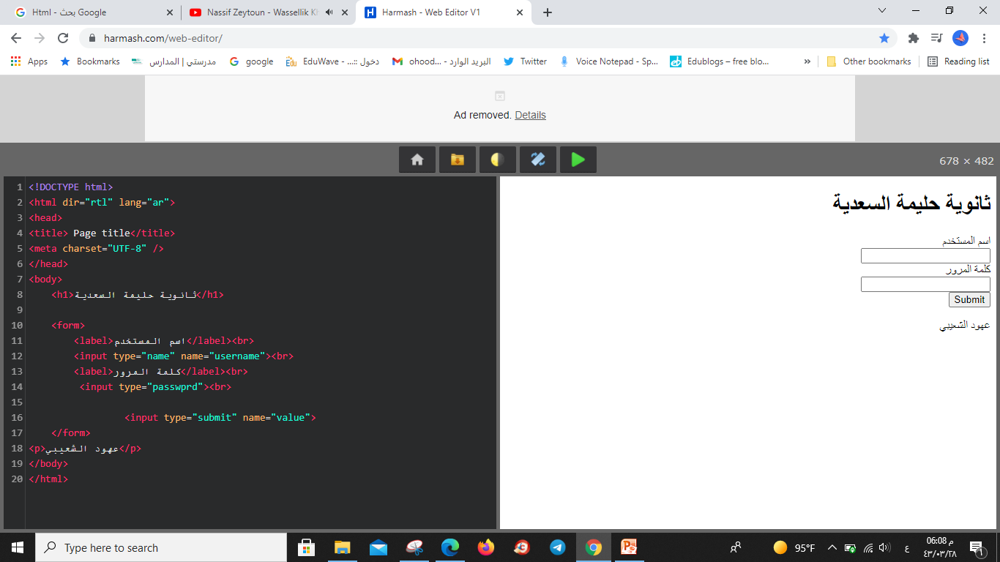 Html - بحث Google
Nassif Zeytoun - Wassellik Kh
Harmash - Web Editor V1
harmash.com/web-editor/
Apps
Bookmarks
مدرستي | المدارس
google
EduWave - ...:: دخول
البريد الوارد - ...ohood
Twitter
Voice Notepad - Sp...
Edublogs – free blo...
»
Other bookmarks
Reading list
Ad removed. Details
678 × 482
1 <!DOCTYPE html>
2 <html dir="rtl" lang="ar">
3 <head>
4 <title> Page title</title>
5 <meta charset="UTF-8" />
6 </head>
7 <body>
8 <h1>ثانوية حليمة السعدية</h1>
9
10 <form>
11 <label>اسم المستخدم</label><br>
12 <input type="name" name="username"><br>
13 <label>كلمة المرور</label><br>
14 <input type="passwprd"><br>
15
16 <input type="submit" name="value">
17 </form>
18 <p>عهود الشعيبي</p>
19 </body>
20 </html>
ثانوية حليمة السعدية
اسم المستخدم
كلمة المرور
Submit
عهود الشعيبي
Type here to search
95°F
ع
06:08 م
٤٣/٠٣/٢٨
1